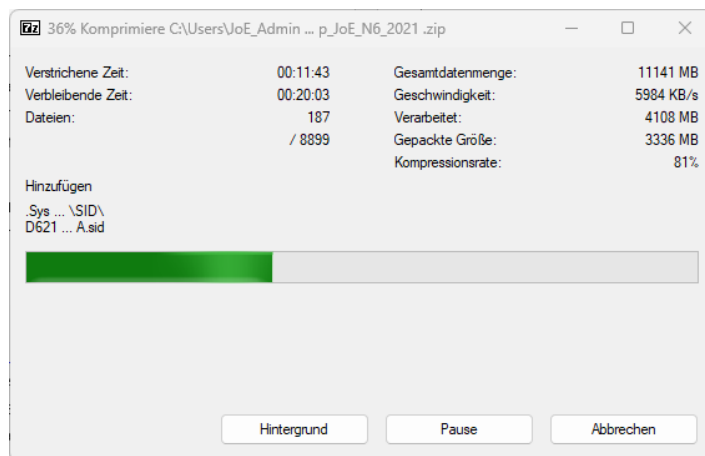 7z 36% Komprimiere C:\Users\JoE_Admin ... p_JoE_N6_2021 .zip
Verstrichene Zeit: 00:11:43
Verbleibende Zeit: 00:20:03
Dateien: 187
/ 8899
Gesamtdatenmenge: 11141 MB
Geschwindigkeit: 5984 KB/s
Verarbeitet: 4108 MB
Gepackte Größe: 3336 MB
Kompressionsrate: 81%
Hinzufügen
.Sys ... \SID\
D621 ... A.sid
Hintergrund
Pause
Abbrechen